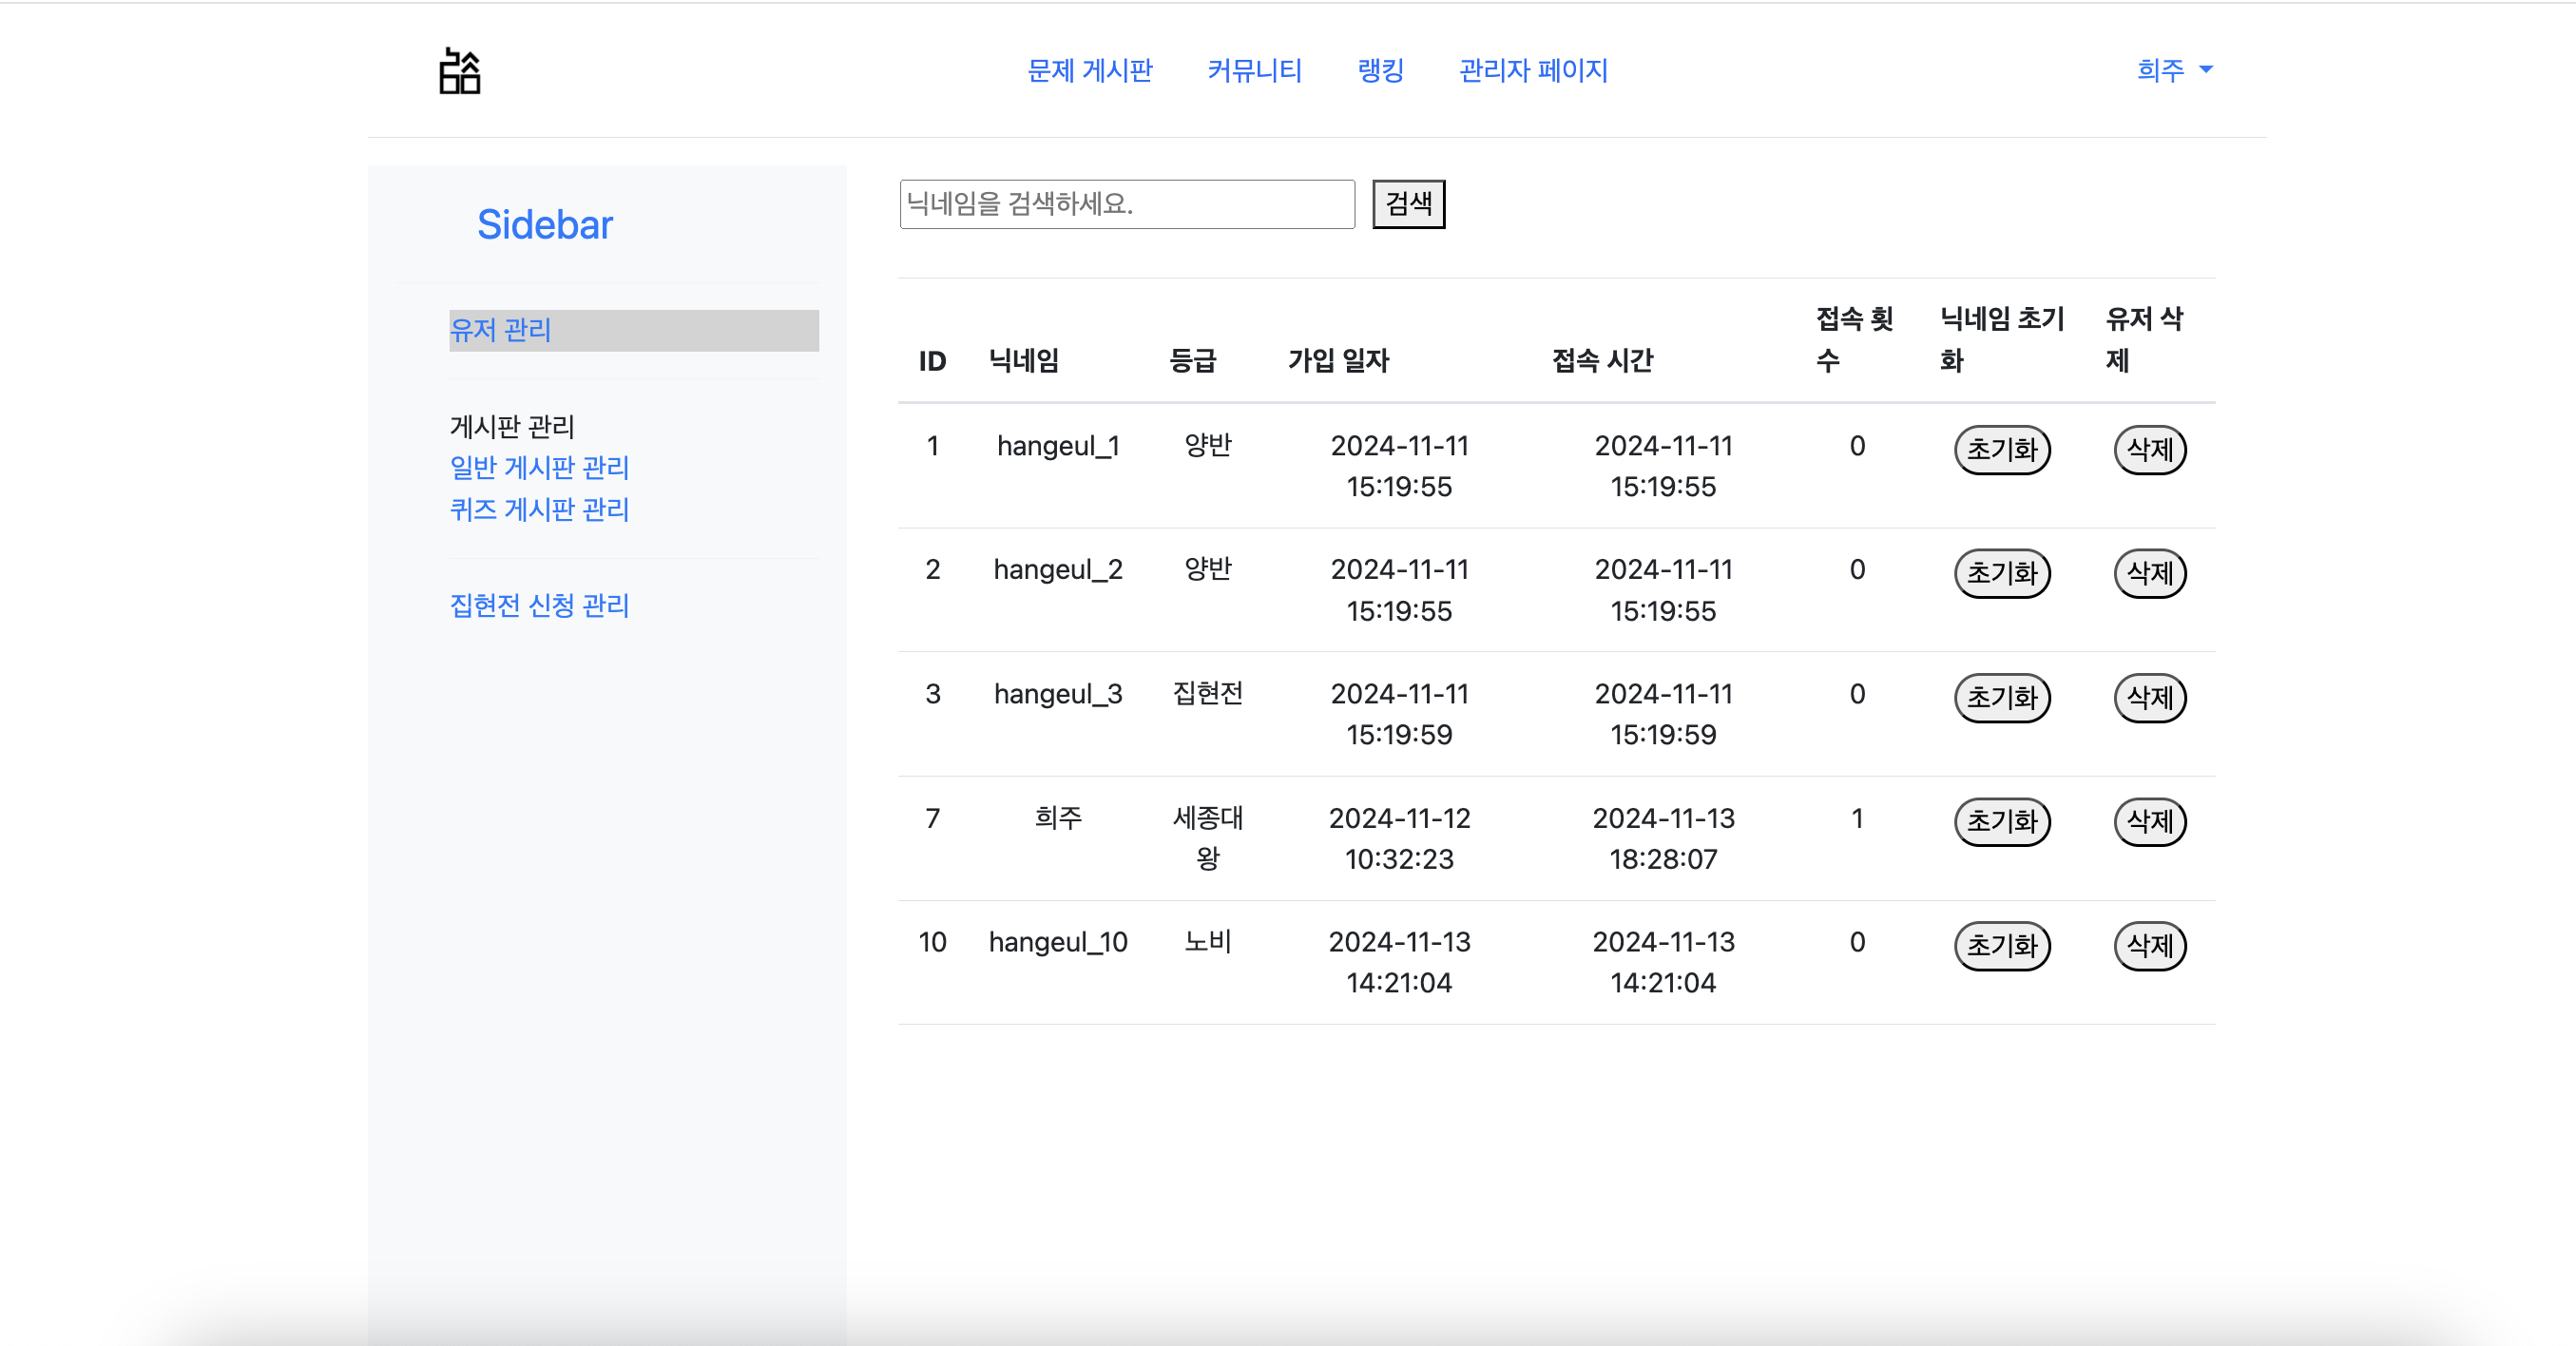 문제 게시판 커뮤니티 랭킹 관리자 페이지 희주
Sidebar
유저 관리
게시판 관리
일반 게시판 관리
퀴즈 게시판 관리
집현전 신청 관리
닉네임을 검색하세요. 검색
ID 닉네임 등급 가입 일자 접속 시간 접속 횟수 닉네임 초기화 유저 삭제
1 hangeul_1 양반 2024-11-11 15:19:55 2024-11-11 15:19:55 0 초기화 삭제
2 hangeul_2 양반 2024-11-11 15:19:55 2024-11-11 15:19:55 0 초기화 삭제
3 hangeul_3 집현전 2024-11-11 15:19:59 2024-11-11 15:19:59 0 초기화 삭제
7 희주 세종대왕 2024-11-12 10:32:23 2024-11-13 18:28:07 1 초기화 삭제
10 hangeul_10 노비 2024-11-13 14:21:04 2024-11-13 14:21:04 0 초기화 삭제